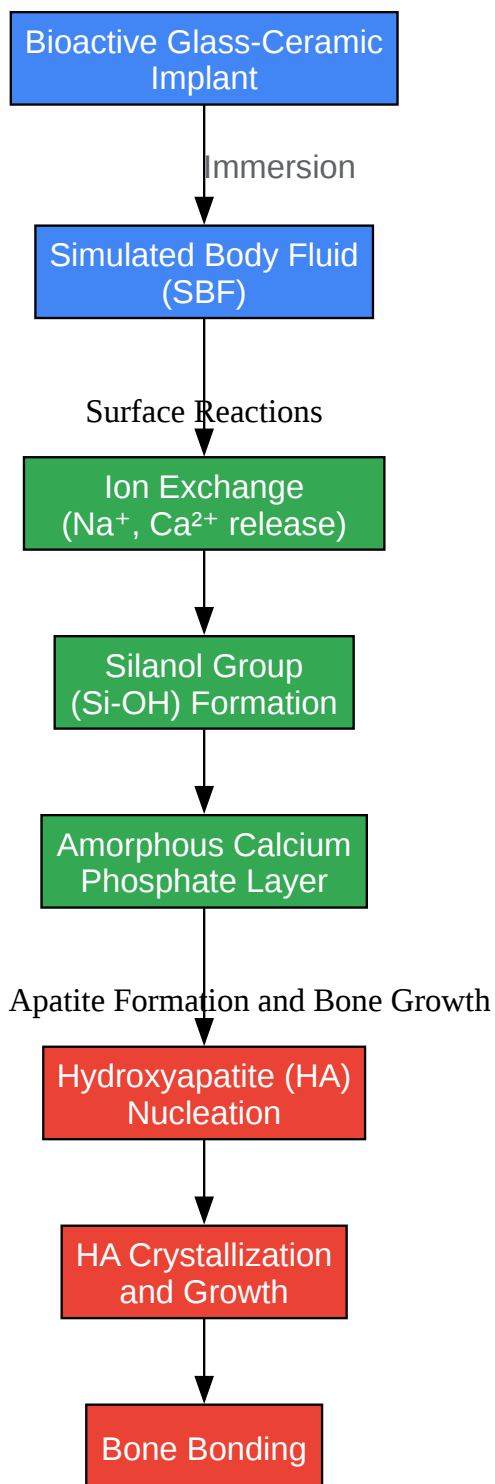 Bioactive Glass-Ceramic
Implant
Immersion
Simulated Body Fluid
(SBF)
Surface Reactions
Ion Exchange
(Na⁺, Ca²⁺ release)
Silanol Group
(Si-OH) Formation
Amorphous Calcium
Phosphate Layer
Apatite Formation and Bone Growth
Hydroxyapatite (HA)
Nucleation
HA Crystallization
and Growth
Bone Bonding